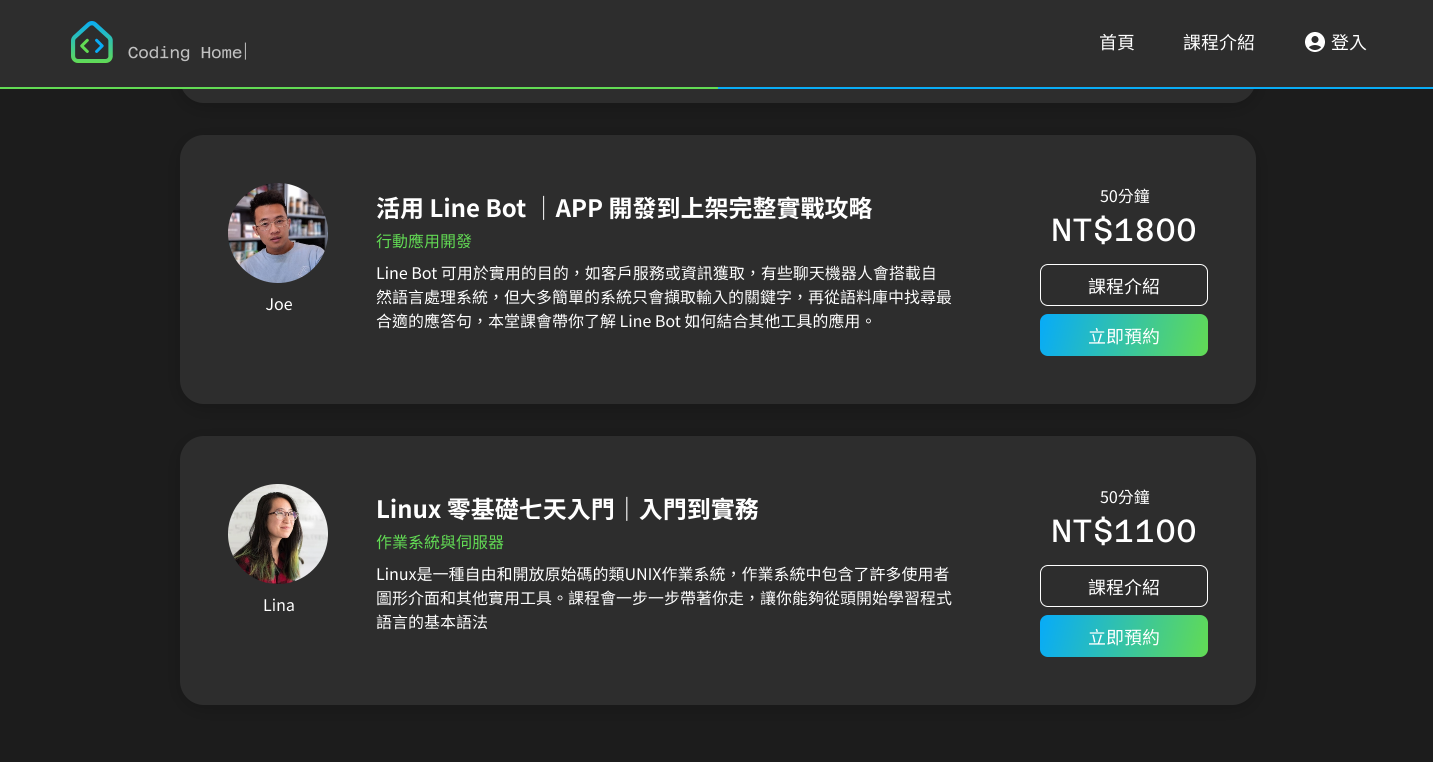 Coding Home
首頁
課程介紹
登入
活用 Line Bot ｜APP 開發到上架完整實戰攻略
行動應用開發
Line Bot 可用於實用的目的，如客戶服務或資訊獲取，有些聊天機器人會搭載自
然語言處理系統，但大多簡單的系統只會擷取輸入的關鍵字，再從語料庫中找尋最
合適的應答句，本堂課會帶你了解 Line Bot 如何結合其他工具的應用。
Joe
50分鐘
NT$1800
課程介紹
立即預約
Linux 零基礎七天入門｜入門到實務
作業系統與伺服器
Linux是一種自由和開放原始碼的類UNIX作業系統，作業系統中包含了許多使用者
圖形介面和其他實用工具。課程會一步一步帶著你走，讓你能夠從頭開始學習程式
語言的基本語法
Lina
50分鐘
NT$1100
課程介紹
立即預約